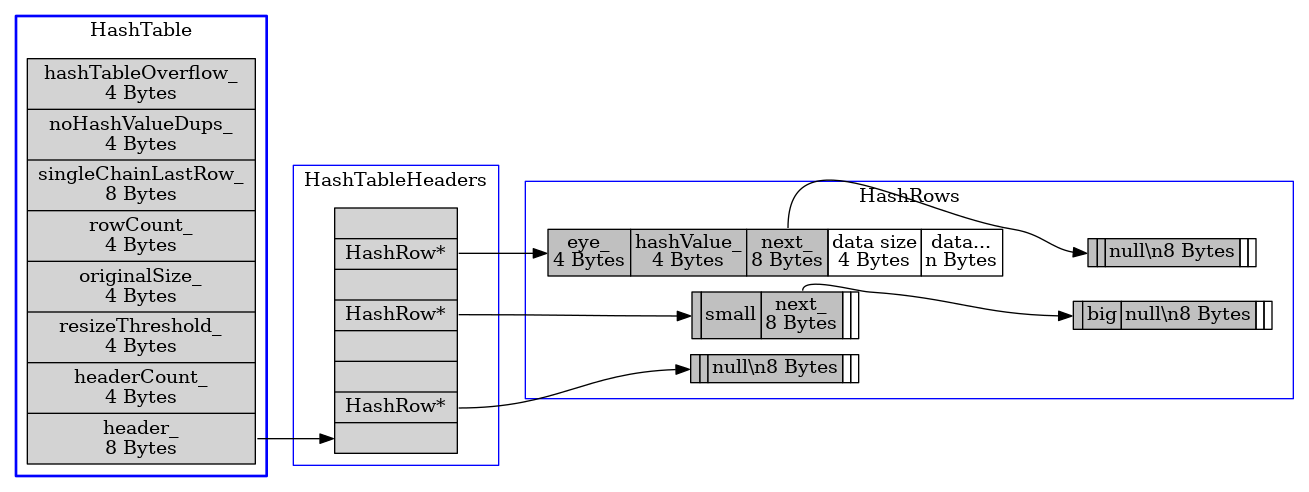 HashTable
hashTableOverflow_
4 Bytes
noHashValueDups_
4 Bytes
singleChainLastRow_
8 Bytes
rowCount_
4 Bytes
originalSize_
4 Bytes
resizeThreshold_
4 Bytes
headerCount_
4 Bytes
header_
8 Bytes
HashTableHeaders
HashRow*
HashRow*
HashRow*
HashRows
eye_
4 Bytes
hashValue_
4 Bytes
next_
8 Bytes
data size
4 Bytes
data...
n Bytes
null\n8 Bytes
small
next_
8 Bytes
big
null\n8 Bytes
null\n8 Bytes